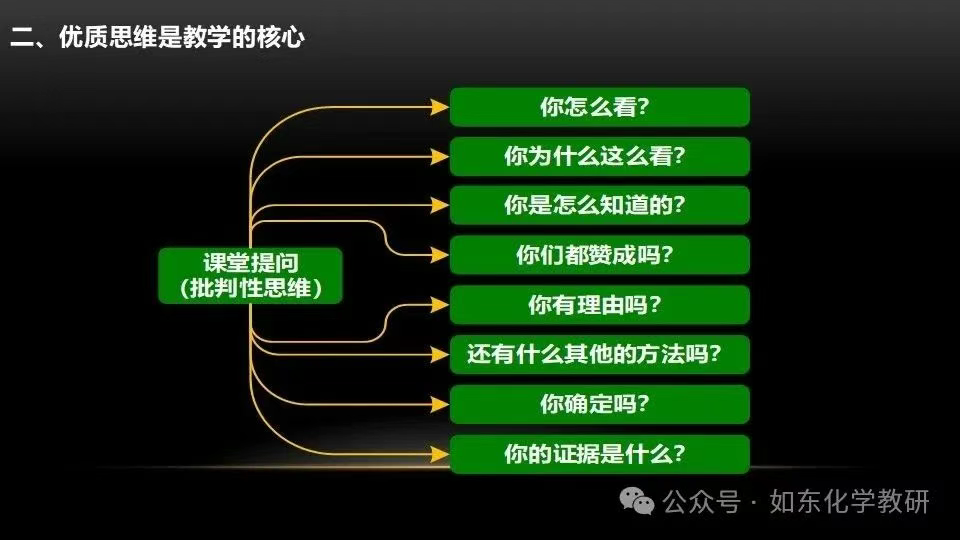 二、优质思维是教学的核心
你怎么看？
你为什么这么看？
你是怎么知道的？
你们都赞成吗？
课堂提问
（批判性思维）
你有理由吗？
还有什么其他的方法吗？
你确定吗？
你的证据是什么？
公众号 · 如东化学教研